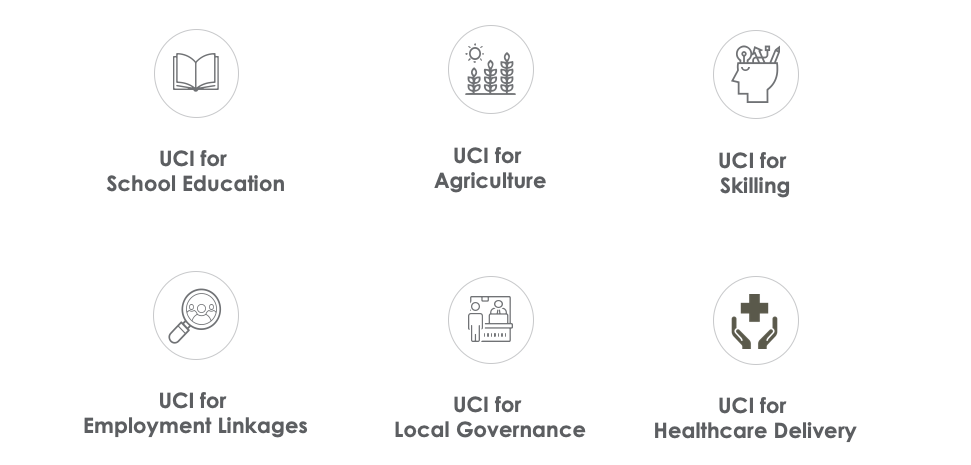 UCI for
School Education
UCI for
Agriculture
UCI for
Skilling
UCI for
Employment Linkages
UCI for
Local Governance
UCI for
Healthcare Delivery